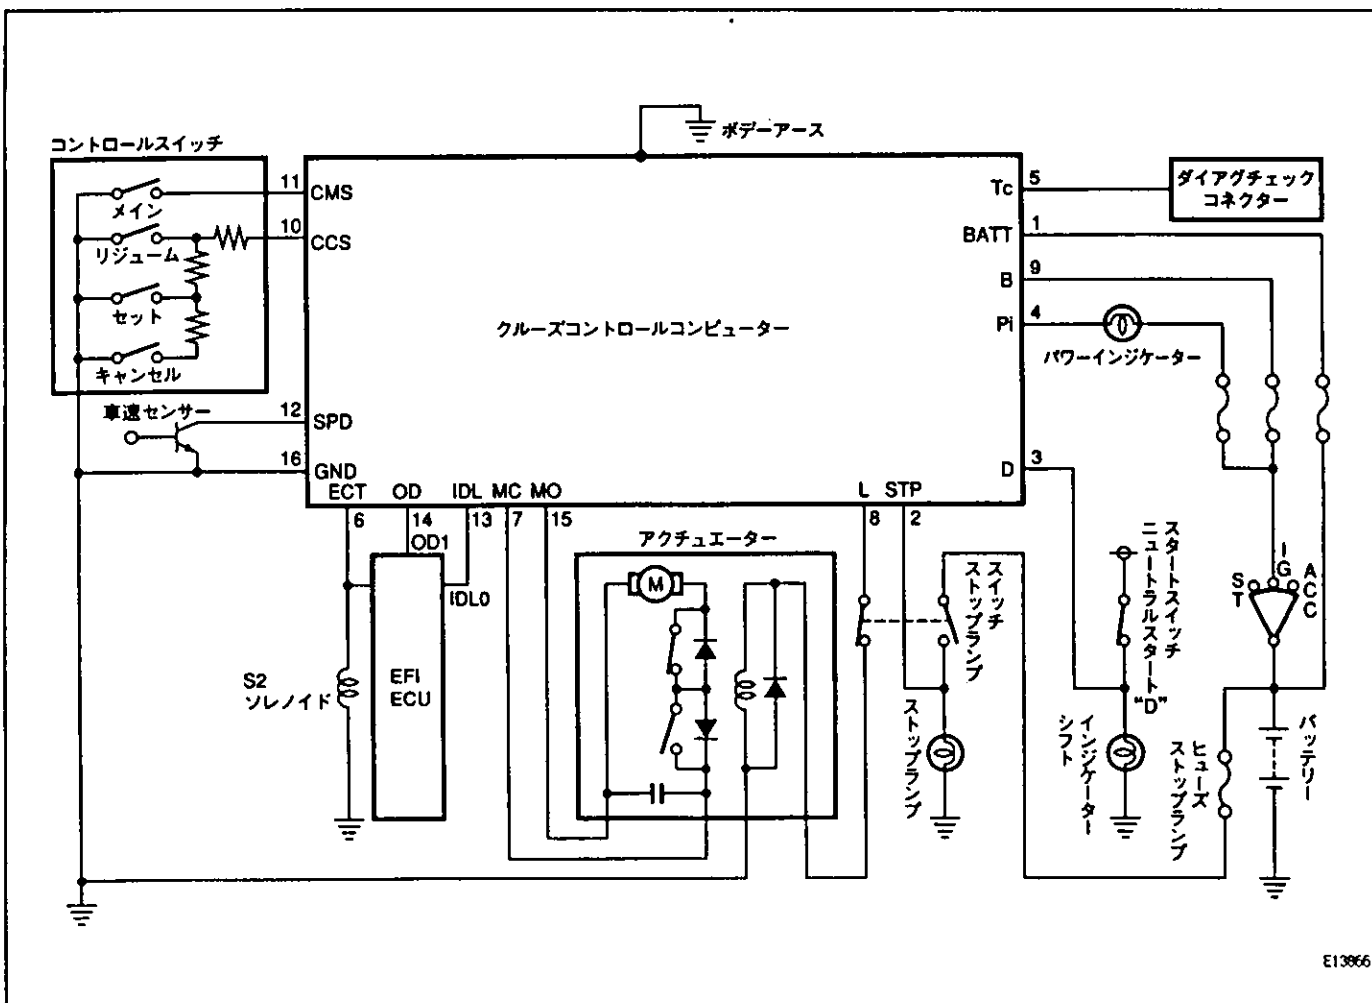 ボデーアース
コントロールスイッチ
11
CMS
メイン
10
CCS
リジューム
セット
キャンセル
車速センサー
12
SPD
16
GND
クルーズコントロールコンピューター
Tc
5
ダイアグチェック
コネクター
BATT
1
B
9
Pi
4
パワーインジケーター
D
3
ECT
OD
IDL
MC
MO
L
STP
6
14
13
7
15
8
2
OD1
IDL0
EFI
ECU
S2
ソレノイド
アクチュエーター
M
スイッチ
ストップランプ
ストップランプ
スタートスイッチ
ニュートラルスタート
"D"
インジケーター
シフト
ST
IG
ACC
ヒューズ
ストップランプ
バッテリー
E13866